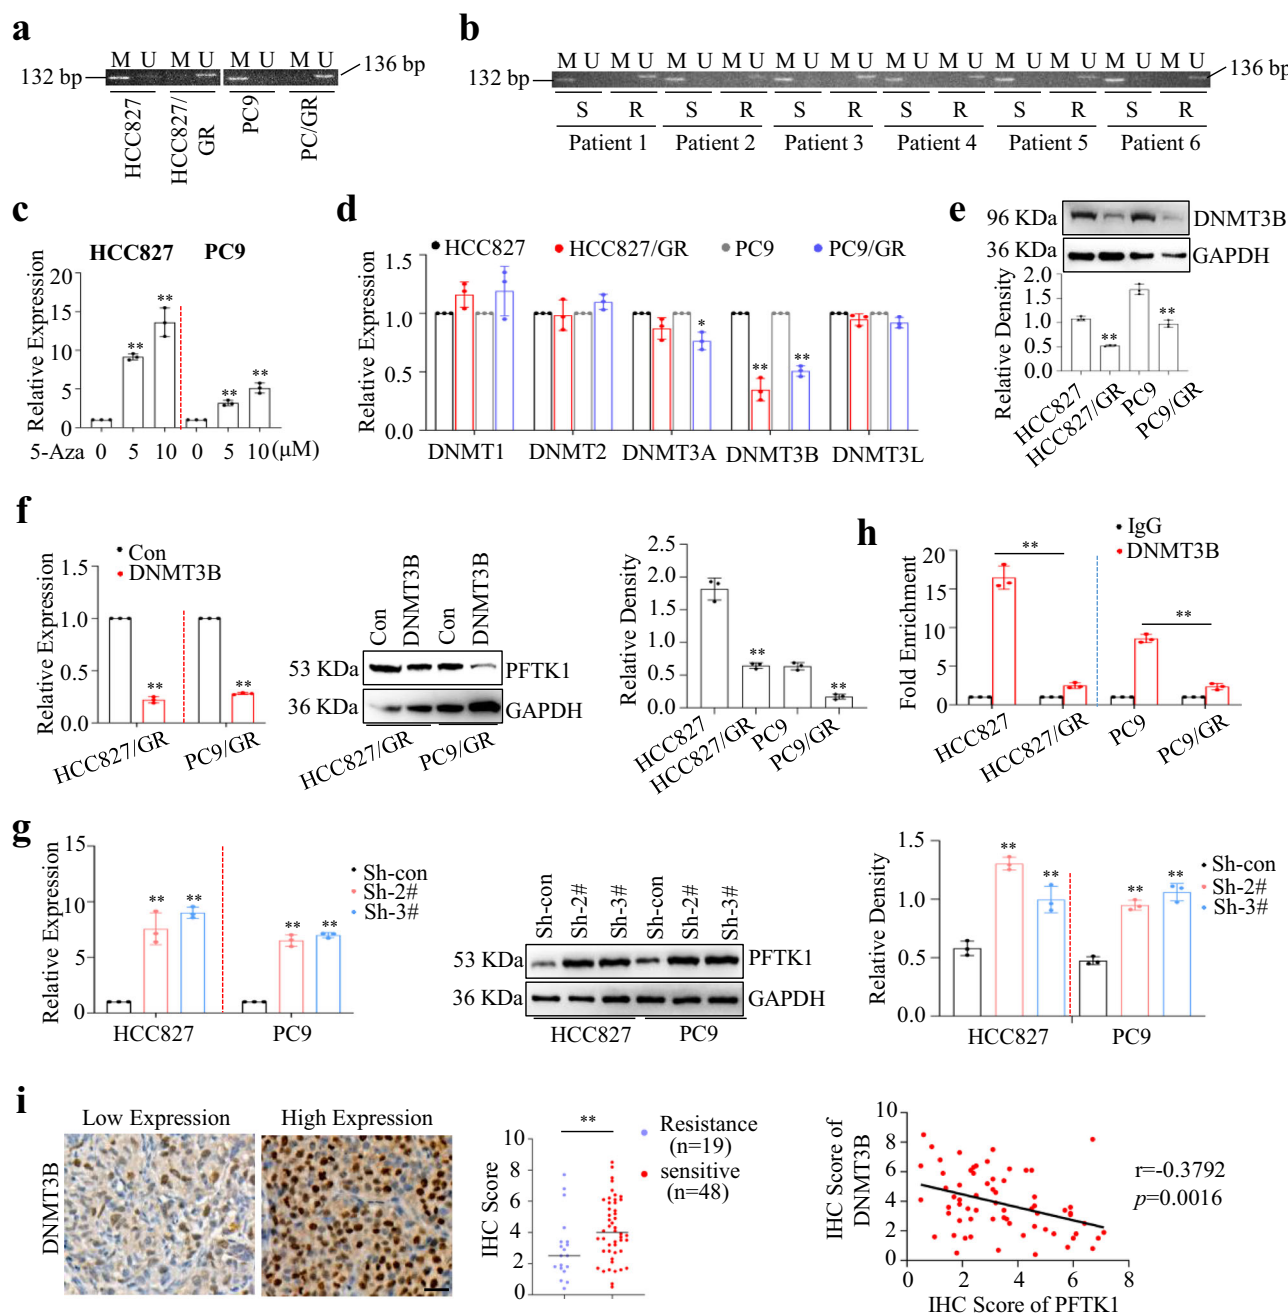 a
M U M U M U M U
132 bp
136 bp
HCC827
HCC827/
GR
PC9
PC/GR
b
M U M U M U M U M U M U M U M U M U M U M U M U
132 bp
136 bp
S R S R S R S R S R S R
Patient 1 Patient 2 Patient 3 Patient 4 Patient 5 Patient 6
c
HCC827 PC9
Relative Expression
20
15
10
5
0
** ** ** **
5-Aza 0 5 10 0 5 10 (μM)
d
HCC827 HCC827/GR PC9 PC9/GR
Relative Expression
1.5
1.0
0.5
0.0
* ** **
DNMT1 DNMT2 DNMT3A DNMT3B DNMT3L
e
96 KDa DNMT3B
36 KDa GAPDH
Relative Density
2.0
1.5
1.0
0.5
0.0
** **
HCC827 HCC827/GR PC9 PC9/GR
f
Con
DNMT3B
Relative Expression
1.5
1.0
0.5
0.0
** **
HCC827/GR PC9/GR
Con DNMT3B Con DNMT3B
53 KDa PFTK1
36 KDa GAPDH
HCC827/GR PC9/GR
Relative Density
2.5
2.0
1.5
1.0
0.5
0.0
** **
HCC827 HCC827/GR PC9 PC9/GR
h
IgG
DNMT3B
Fold Enrichment
20
15
10
5
0
** **
HCC827 HCC827/GR PC9 PC9/GR
g
Relative Expression
15
10
5
0
** ** ** **
HCC827 PC9
Sh-con
Sh-2#
Sh-3#
Sh-con Sh-2# Sh-3# Sh-con Sh-2# Sh-3#
53 KDa PFTK1
36 KDa GAPDH
HCC827 PC9
Relative Density
1.5
1.0
0.5
0.0
** ** ** **
HCC827 PC9
Sh-con
Sh-2#
Sh-3#
i
Low Expression High Expression
DNMT3B
IHC Score
10
8
6
4
2
0
**
Resistance
(n=19)
sensitive
(n=48)
IHC Score of
DNMT3B
10
8
6
4
2
0
0 2 4 6 8
IHC Score of PFTK1
r=-0.3792
p=0.0016